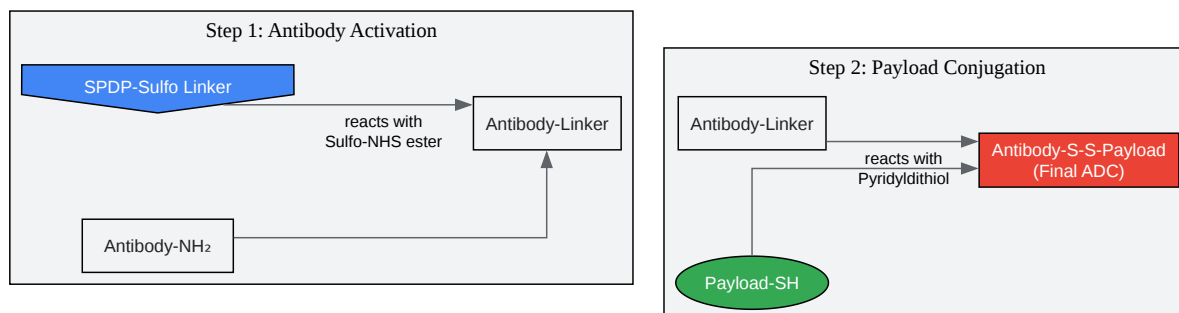 Step 1: Antibody Activation
SPDP-Sulfo Linker
reacts with
Sulfo-NHS ester
Antibody-Linker
Antibody-NH₂
Step 2: Payload Conjugation
Antibody-Linker
reacts with
Pyridyldithiol
Antibody-S-S-Payload
(Final ADC)
Payload-SH